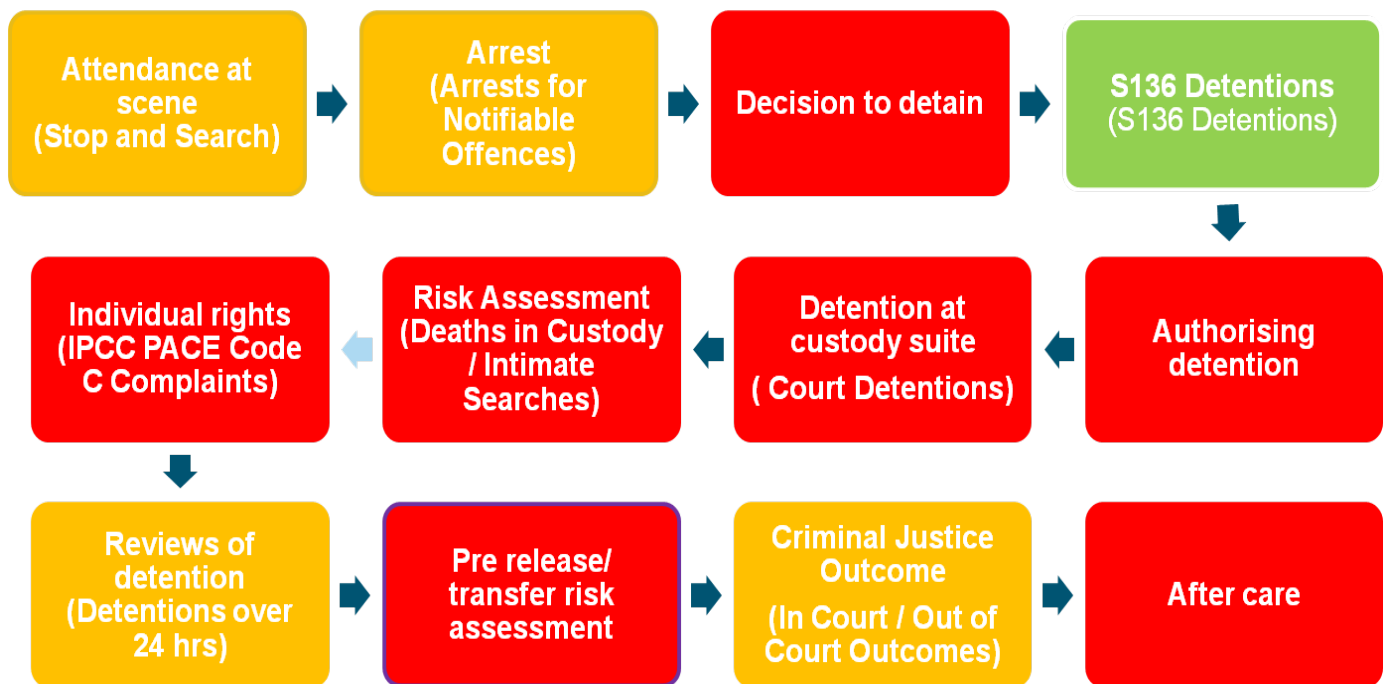 Attendance at
scene
(Stop and Search)
Arrest
(Arrests for
Notifiable
Offences)
Decision to detain
S136 Detentions
(S136 Detentions)
Authorising
detention
Detention at
custody suite
( Court Detentions)
Risk Assessment
(Deaths in Custody
/ Intimate
Searches)
Individual rights
(IPCC PACE Code
C Complaints)
Reviews of
detention
(Detentions over
24 hrs)
Pre release/
transfer risk
assessment
Criminal Justice
Outcome
(In Court / Out of
Court Outcomes)
After care